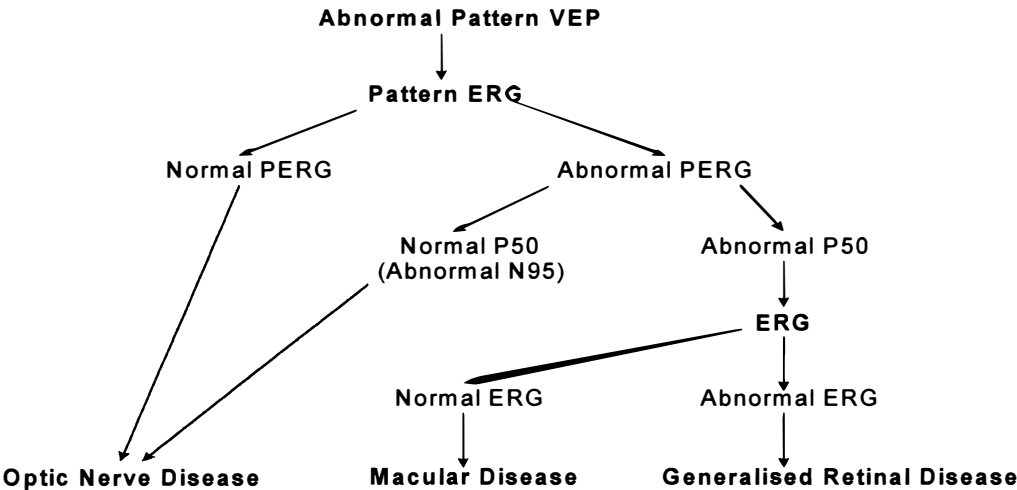 Abnormal Pattern VEP
Pattern ERG
Normal PERG
Abnormal PERG
Normal P50
(Abnormal N95)
Abnormal P50
ERG
Normal ERG
Abnormal ERG
Optic Nerve Disease
Macular Disease
Generalised Retinal Disease